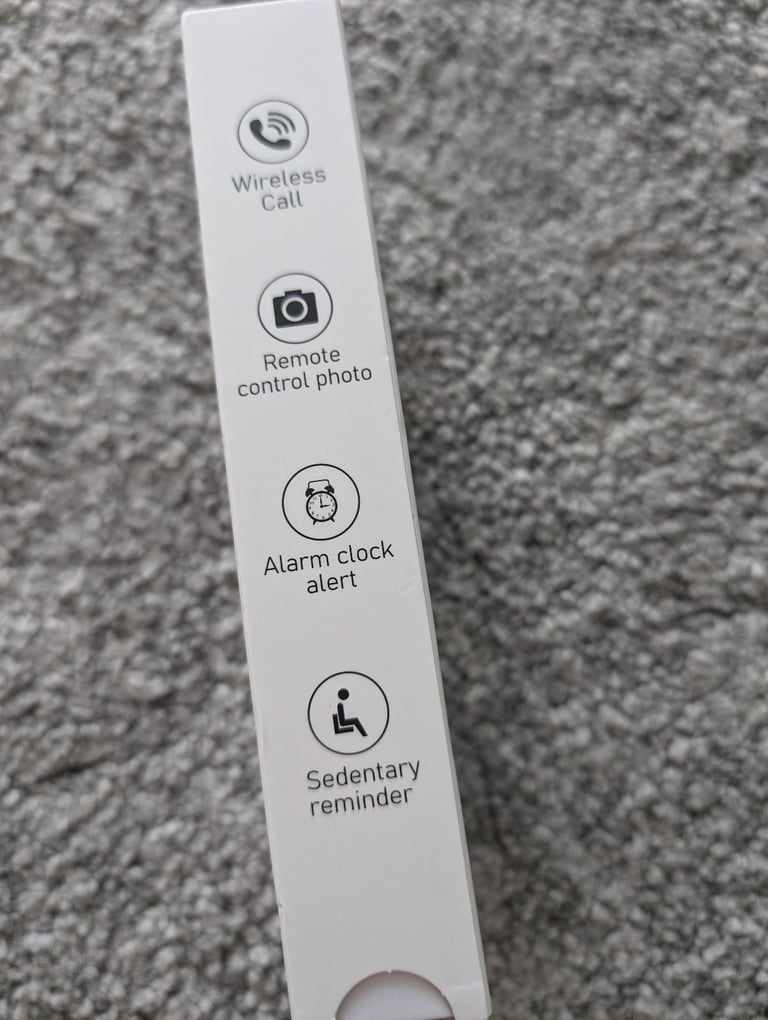 Wireless
Call
Remote
control photo
Alarm clock
alert
Sedentary
reminder